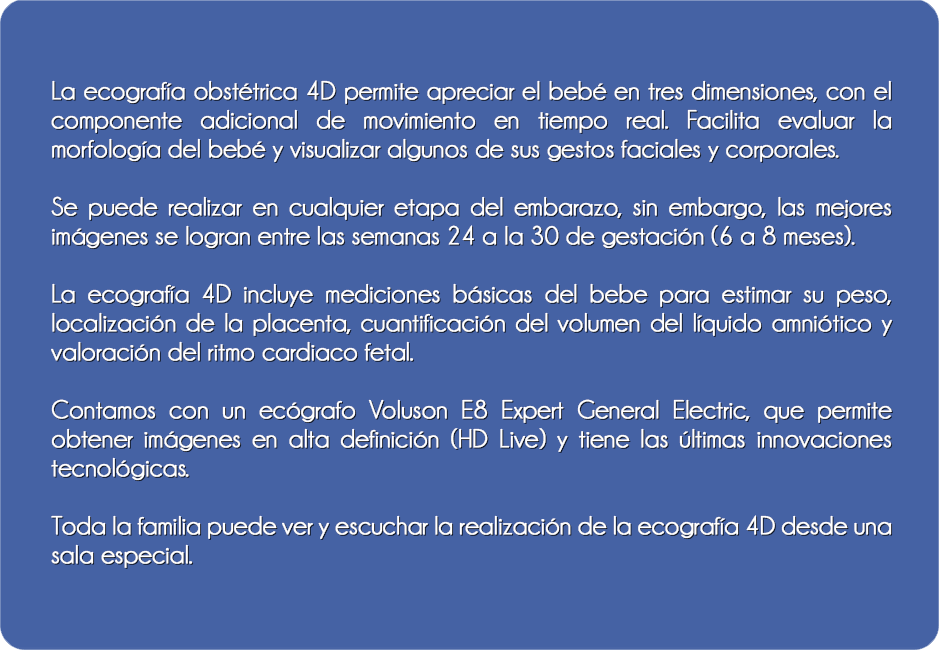 La ecografía obstétrica 4D permite apreciar el bebé en tres dimensiones, con el
componente adicional de movimiento en tiempo real. Facilita evaluar la
morfología del bebé y visualizar algunos de sus gestos faciales y corporales.
Se puede realizar en cualquier etapa del embarazo, sin embargo, las mejores
imágenes se logran entre las semanas 24 a la 30 de gestación (6 a 8 meses).
La ecografía 4D incluye mediciones básicas del bebe para estimar su peso,
localización de la placenta, cuantificación del volumen del líquido amniótico y
valoración del ritmo cardiaco fetal.
Contamos con un ecógrafo Voluson E8 Expert General Electric, que permite
obtener imágenes en alta definición (HD Live) y tiene las últimas innovaciones
tecnológicas.
Toda la familia puede ver y escuchar la realización de la ecografía 4D desde una
sala especial.